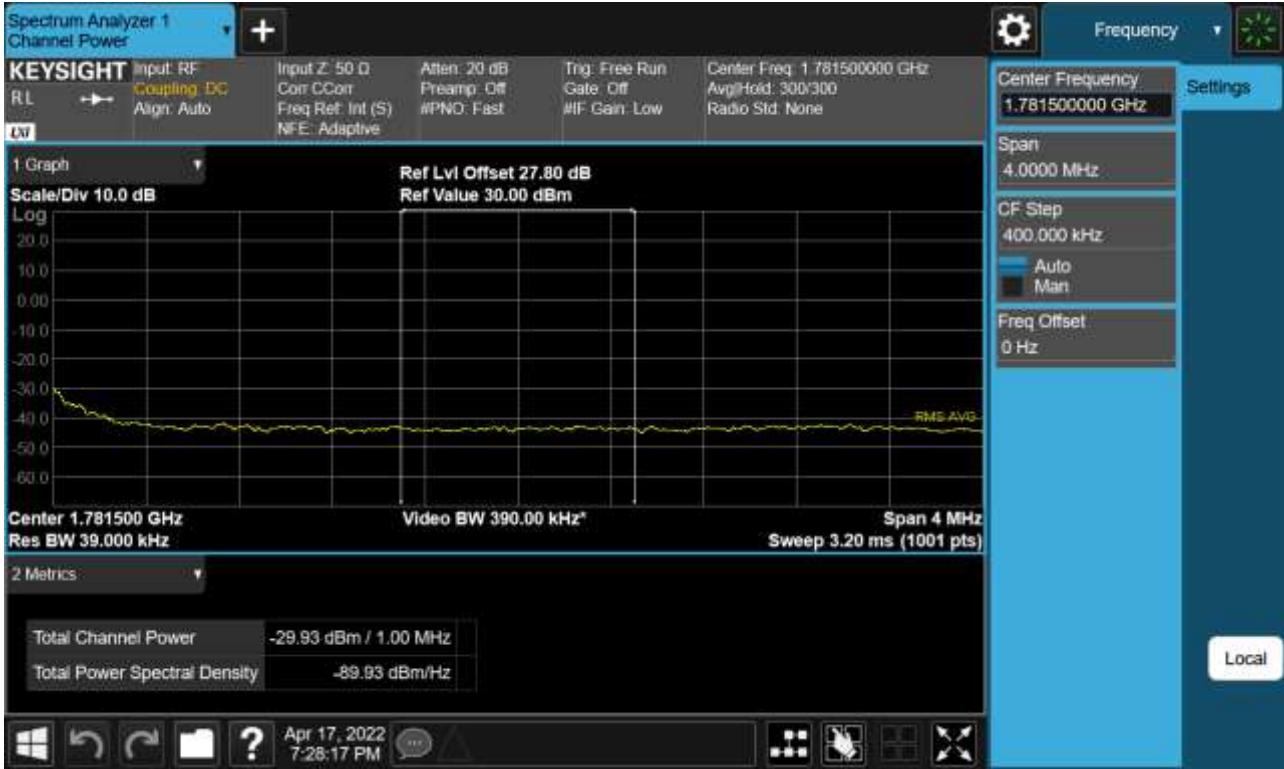 Spectrum Analyzer 1
Channel Power
Frequency
KEYSIGHT
RL
LXI
Input: RF
Coupling: DC
Align: Auto
Input Z: 50 Ω
Corr CCorr
Freq Ref: Int (S)
NFE: Adaptive
Atten: 20 dB
Preamp: Off
#PNO: Fast
Trig: Free Run
Gate: Off
#IF Gain: Low
Center Freq: 1.781500000 GHz
Avg|Hold: 300/300
Radio Std: None
Center Frequency
1.781500000 GHz
Settings
Span
4.0000 MHz
CF Step
400.000 kHz
Auto
Man
Freq Offset
0 Hz
Local
1 Graph
Scale/Div 10.0 dB
Ref Lvl Offset 27.80 dB
Ref Value 30.00 dBm
Log
20.0
10.0
0.00
-10.0
-20.0
-30.0
-40.0
-50.0
-60.0
RMS AVG
Center 1.781500 GHz
Video BW 390.00 kHz*
Span 4 MHz
Res BW 39.000 kHz
Sweep 3.20 ms (1001 pts)
2 Metrics
Total Channel Power -29.93 dBm / 1.00 MHz
Total Power Spectral Density -89.93 dBm/Hz
?
Apr 17, 2022
7:28:17 PM